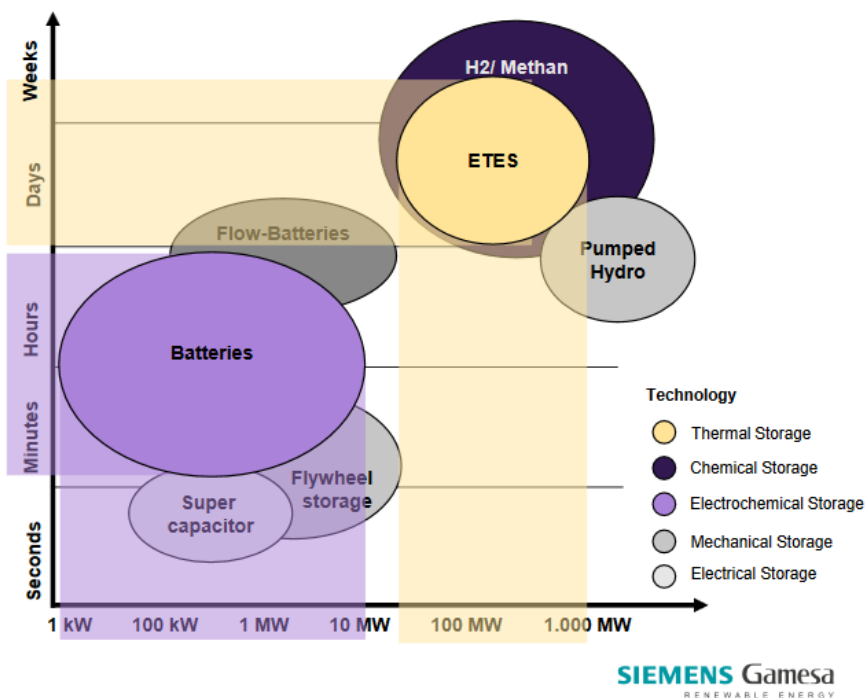 Weeks
Days
Hours
Minutes
Seconds
H2/ Methan
ETES
Flow-Batteries
Pumped
Hydro
Batteries
Flywheel
storage
Super
capacitor
1 kW
100 kW
1 MW
10 MW
100 MW
1.000 MW
Technology
Thermal Storage
Chemical Storage
Electrochemical Storage
Mechanical Storage
Electrical Storage
SIEMENS Gamesa
RENEWABLE ENERGY